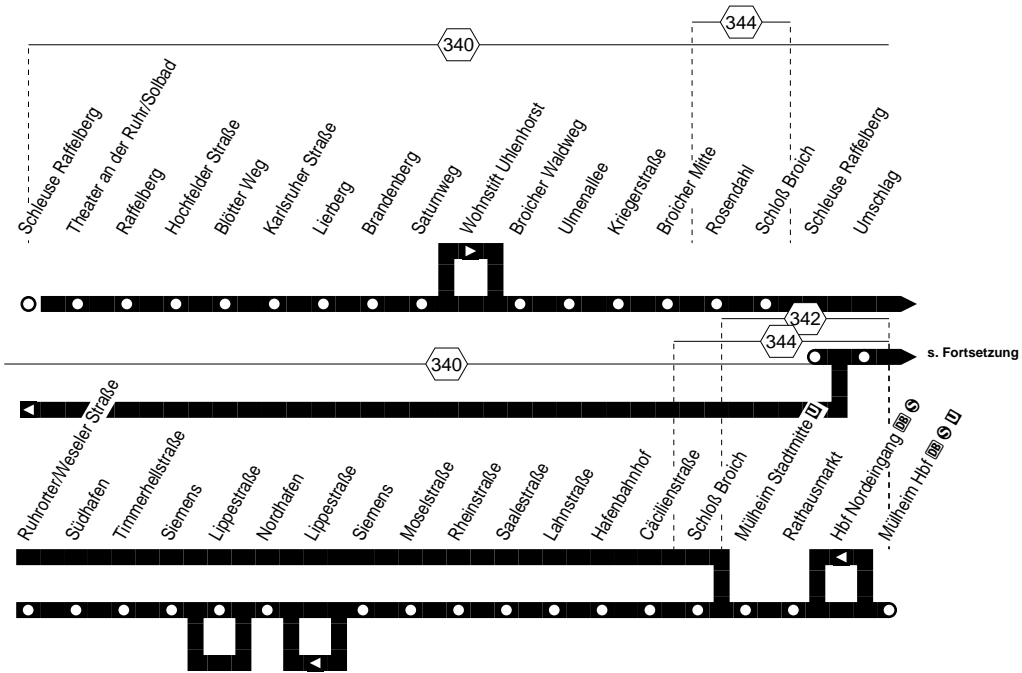 344
340
Schleuse Raffelberg
Theater an der Ruhr/Solbad
Raffelberg
Hochfelder Straße
Blötter Weg
Karlsruher Straße
Lierberg
Brandenberg
Saturnweg
Wohnstift Uhlenhorst
Broicher Waldweg
Ulmenallee
Kriegerstraße
Broicher Mitte
Rosendahl
Schloß Broich
Schleuse Raffelberg
Umschlag
342
344
s. Fortsetzung
340
Ruhrorter/Weseler Straße
Südhafen
Timmerhellstraße
Siemens
Lippestraße
Nordhafen
Lippestraße
Siemens
Moselstraße
Rheinstraße
Saalestraße
Lahnstraße
Hafenbahnhof
Cäcilienstraße
Schloß Broich
Mülheim Stadtmitte U
Rathausmarkt
Hbf Nordeingang DB S
Mülheim Hbf DB S U